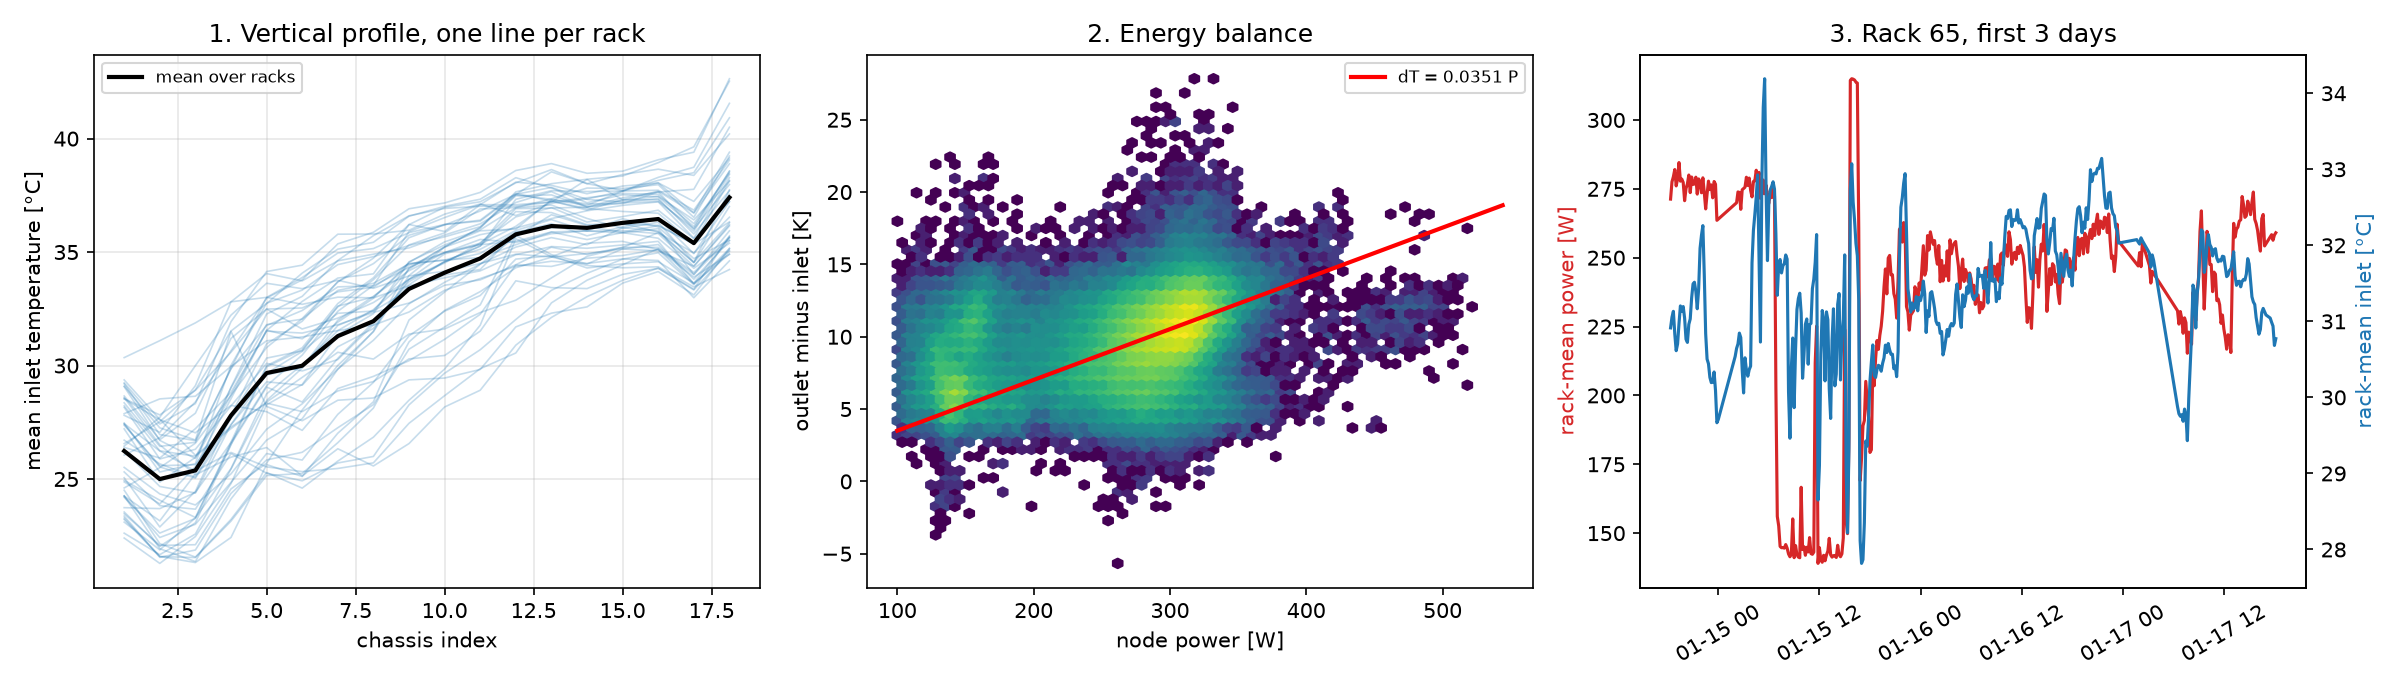 1. Vertical profile, one line per rack
mean over racks
mean inlet temperature [°C]
40
35
30
25
2.5 5.0 7.5 10.0 12.5 15.0 17.5
chassis index
2. Energy balance
dT = 0.0351 P
outlet minus inlet [K]
25
20
15
10
5
0
−5
100 200 300 400 500
node power [W]
3. Rack 65, first 3 days
rack-mean power [W]
300
275
250
225
200
175
150
34
33
32
31
30
29
28
rack-mean inlet [°C]
01-15 00 01-15 12 01-16 00 01-16 12 01-17 00 01-17 12